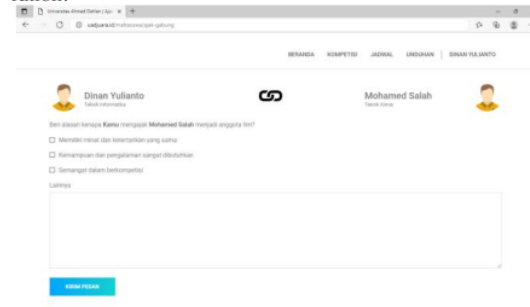 Universitas Ahmad Dahlan | Ajak
uadjuara.id/mahasiswa/ajak-gabung
BERANDA KOMPETISI JADWAL UNDUHAN DINAN YULIANTO
Dinan Yulianto
Teknik Informatika
Mohamed Salah
Teknik Kimia
Beri alasan kenapa Kamu mengajak Mohamed Salah menjadi anggota tim?
Memiliki minat dan ketertarikan yang sama
Kemampuan dan pengalaman sangat dibutuhkan
Semangat dalam berkompetisi
Lainnya
KIRIM PESAN